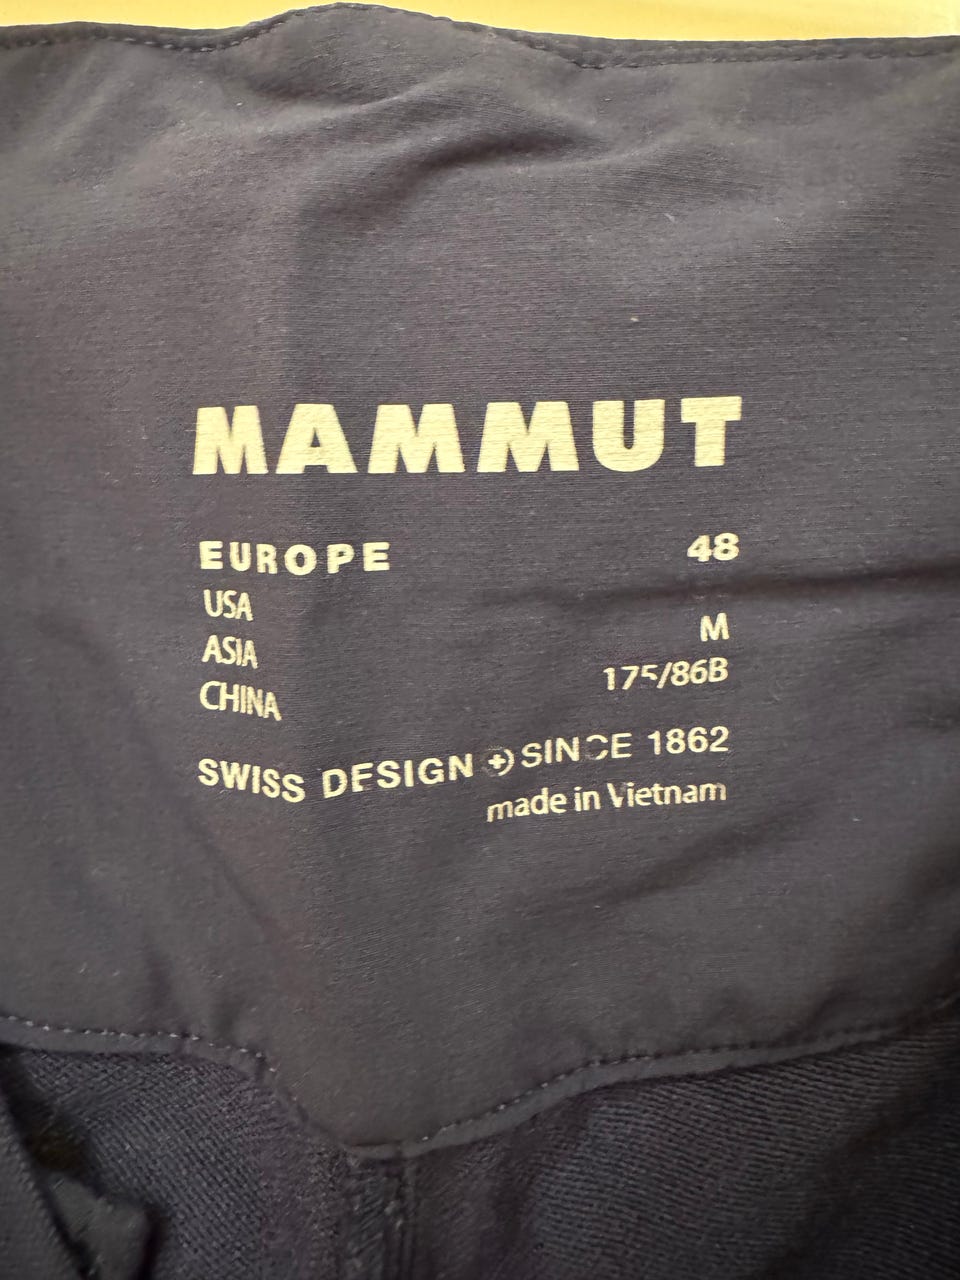 MAMMUT
EUROPE 48
USA
ASIA M
CHINA 175/86B
SWISS DESIGN SINCE 1862
made in Vietnam